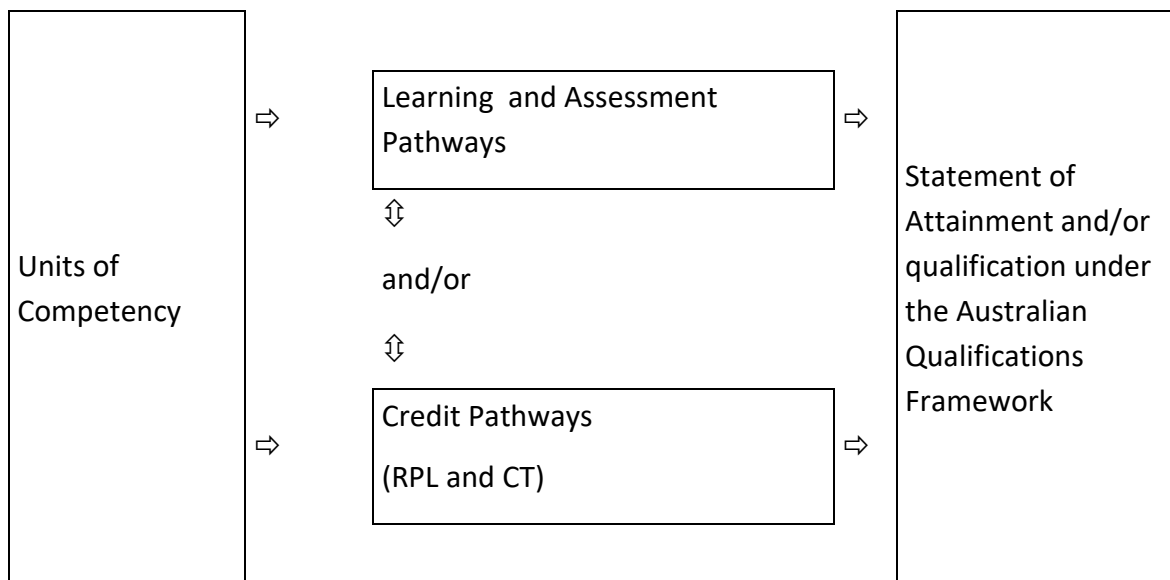 Units of
Competency
⇨
Learning  and Assessment
Pathways
⇳
and/or
⇳
⇨
Credit Pathways
(RPL and CT)
⇨
⇨
Statement of
Attainment and/or
qualification under
the Australian
Qualifications
Framework